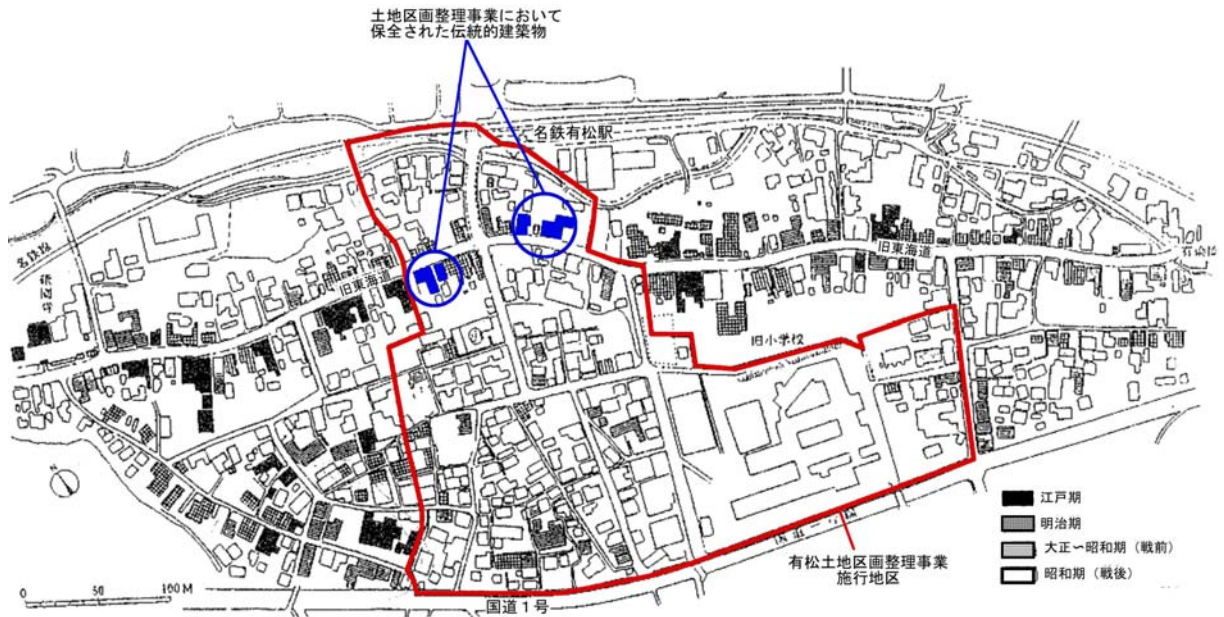 土地区画整理事業において
保全された伝統的建築物
名鉄有松駅
名鉄線
旧東海道
旧東海道
旧小学校
N
江戸期
明治期
大正〜昭和期（戦前）
昭和期（戦後）
有松土地区画整理事業
施行地区
0 50 100M
国道1号